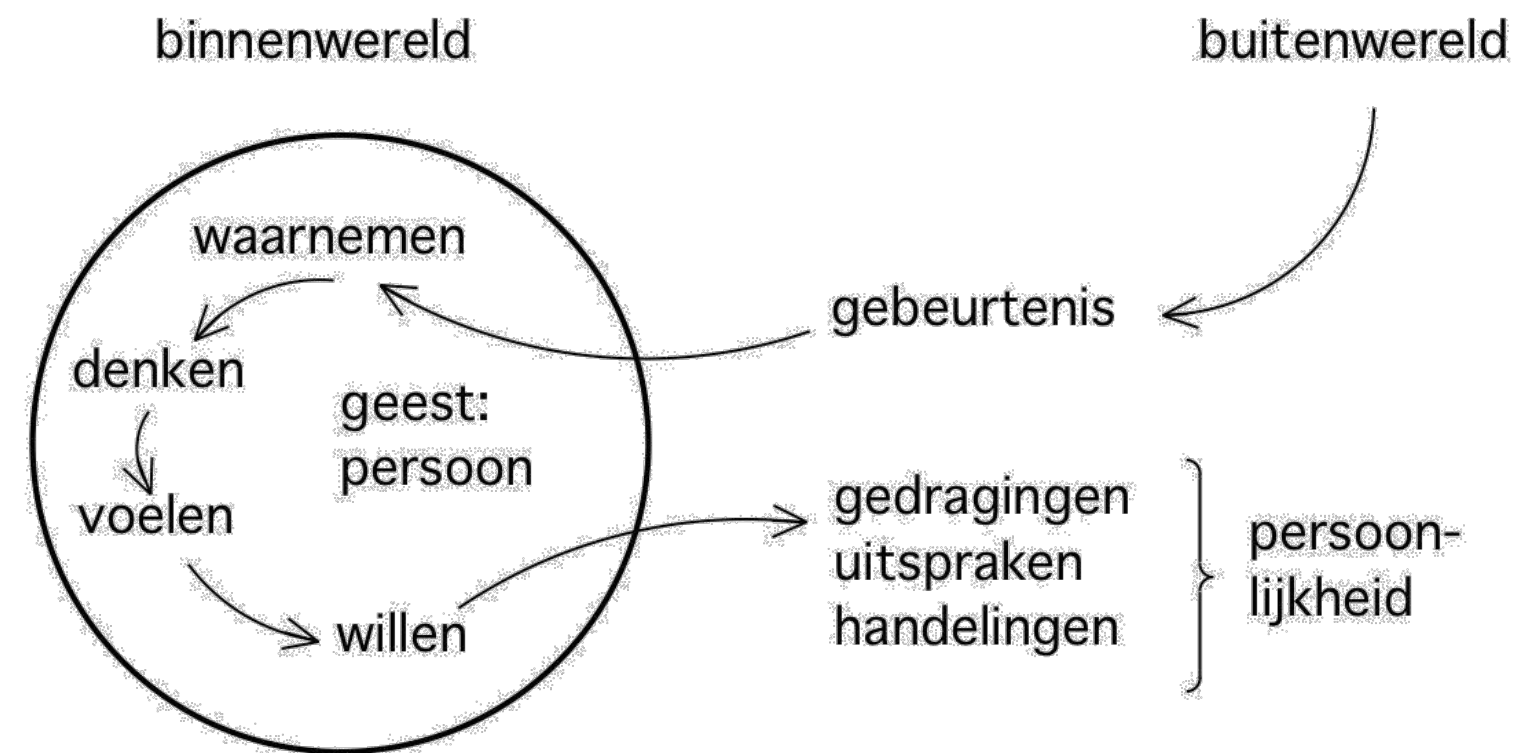 binnenwereld
buitenwereld
waarnemen
gebeurtenis
denken
geest:
persoon
voelen
willen
gedragingen
uitspraken
handelingen
persoon-
lijkheid